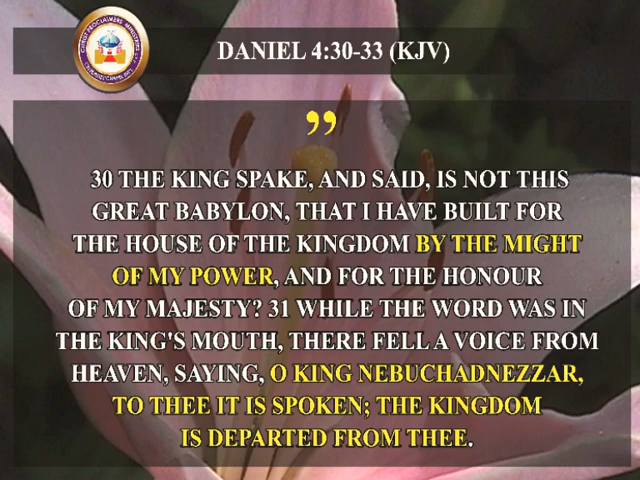 DANIEL 4:30-33 (KJV)
”
30 THE KING SPAKE, AND SAID, IS NOT THIS
GREAT BABYLON, THAT I HAVE BUILT FOR
THE HOUSE OF THE KINGDOM BY THE MIGHT
OF MY POWER, AND FOR THE HONOUR
OF MY MAJESTY? 31 WHILE THE WORD WAS IN
THE KING'S MOUTH, THERE FELL A VOICE FROM
HEAVEN, SAYING, O KING NEBUCHADNEZZAR,
TO THEE IT IS SPOKEN; THE KINGDOM
IS DEPARTED FROM THEE.